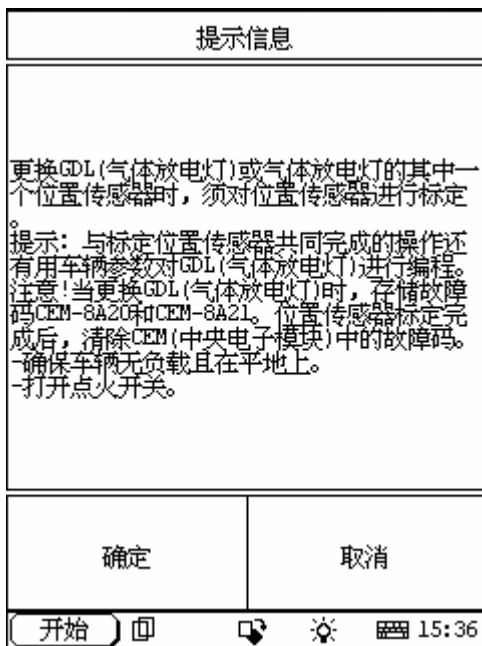 提示信息
更换GDL(气体放电灯)或气体放电灯的其中一
个位置传感器时，须对位置传感器进行标定
。
提示：与标定位置传感器共同完成的操作还
有用车辆参数对GDL(气体放电灯)进行编程。
注意!当更换GDL(气体放电灯)时，存储故障
码CEM-8A20和CEM-8A21。位置传感器标定完
成后，清除CEM(中央电子模块)中的故障码。
-确保车辆无负载且在平地上。
-打开点火开关。
确定
取消
开始
15:36